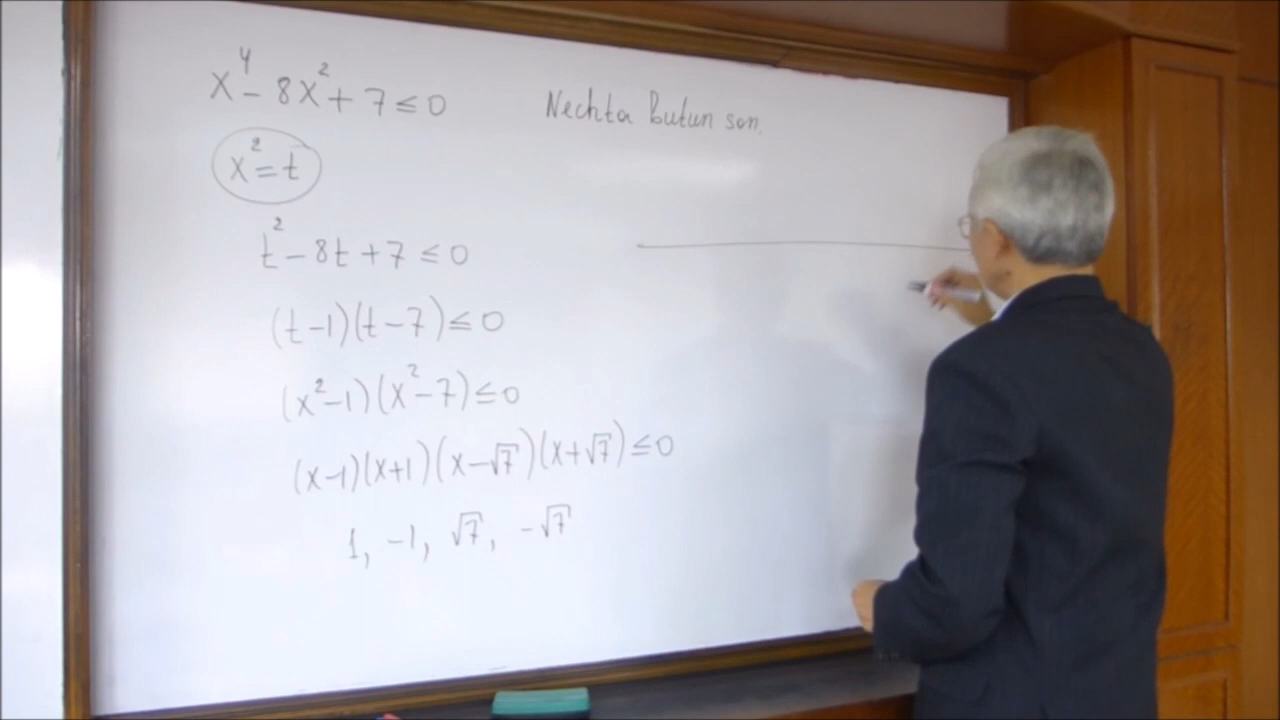 x⁴ - 8x² + 7 ≤ 0
Nechta butun son.
x² = t
t² - 8t + 7 ≤ 0
(t-1)(t-7) ≤ 0
(x²-1)(x²-7) ≤ 0
(x-1)(x+1)(x-√7)(x+√7) ≤ 0
1, -1, √7, -√7